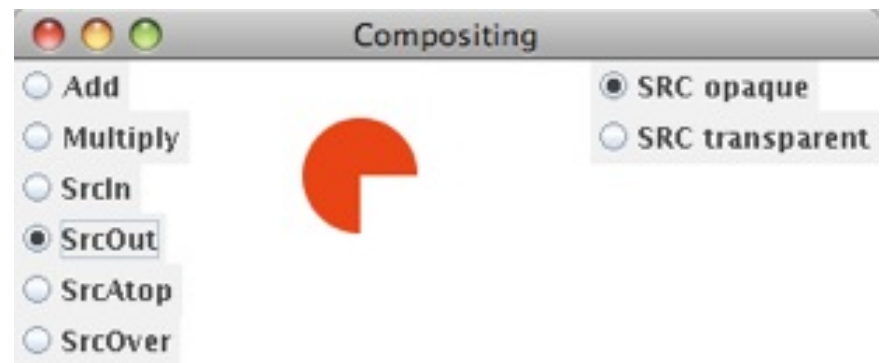 Compositing
Add
Multiply
SrcIn
SrcOut
SrcAtop
SrcOver
SRC opaque
SRC transparent